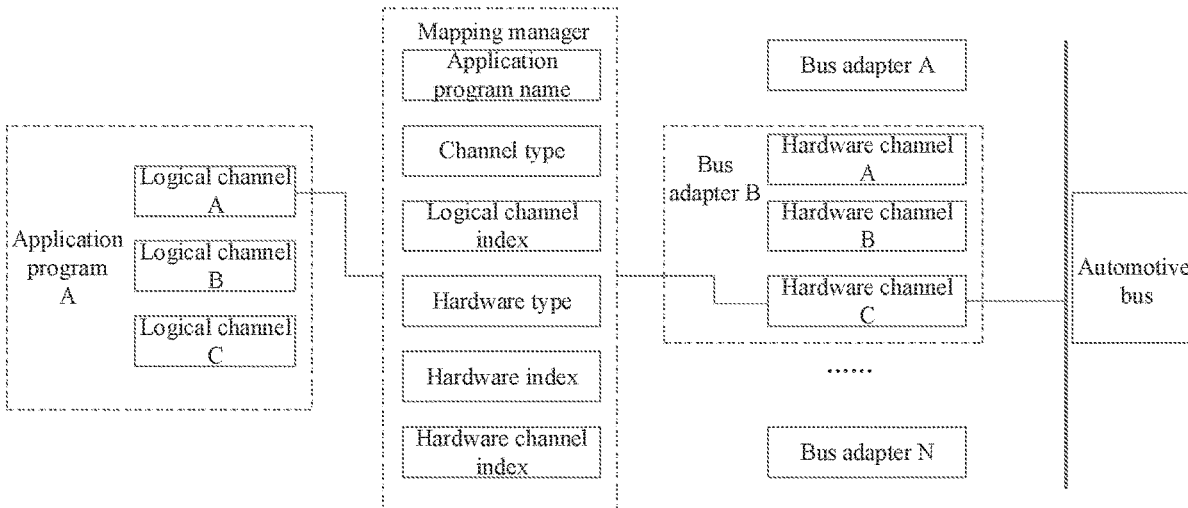 Application
program
A
Logical channel
A
Logical channel
B
Logical channel
C
Mapping manager
Application
program name
Channel type
Logical channel
index
Hardware type
Hardware index
Hardware channel
index
Bus adapter A
Bus
adapter B
Hardware channel
A
Hardware channel
B
Hardware channel
C
......
Bus adapter N
Automotive
bus